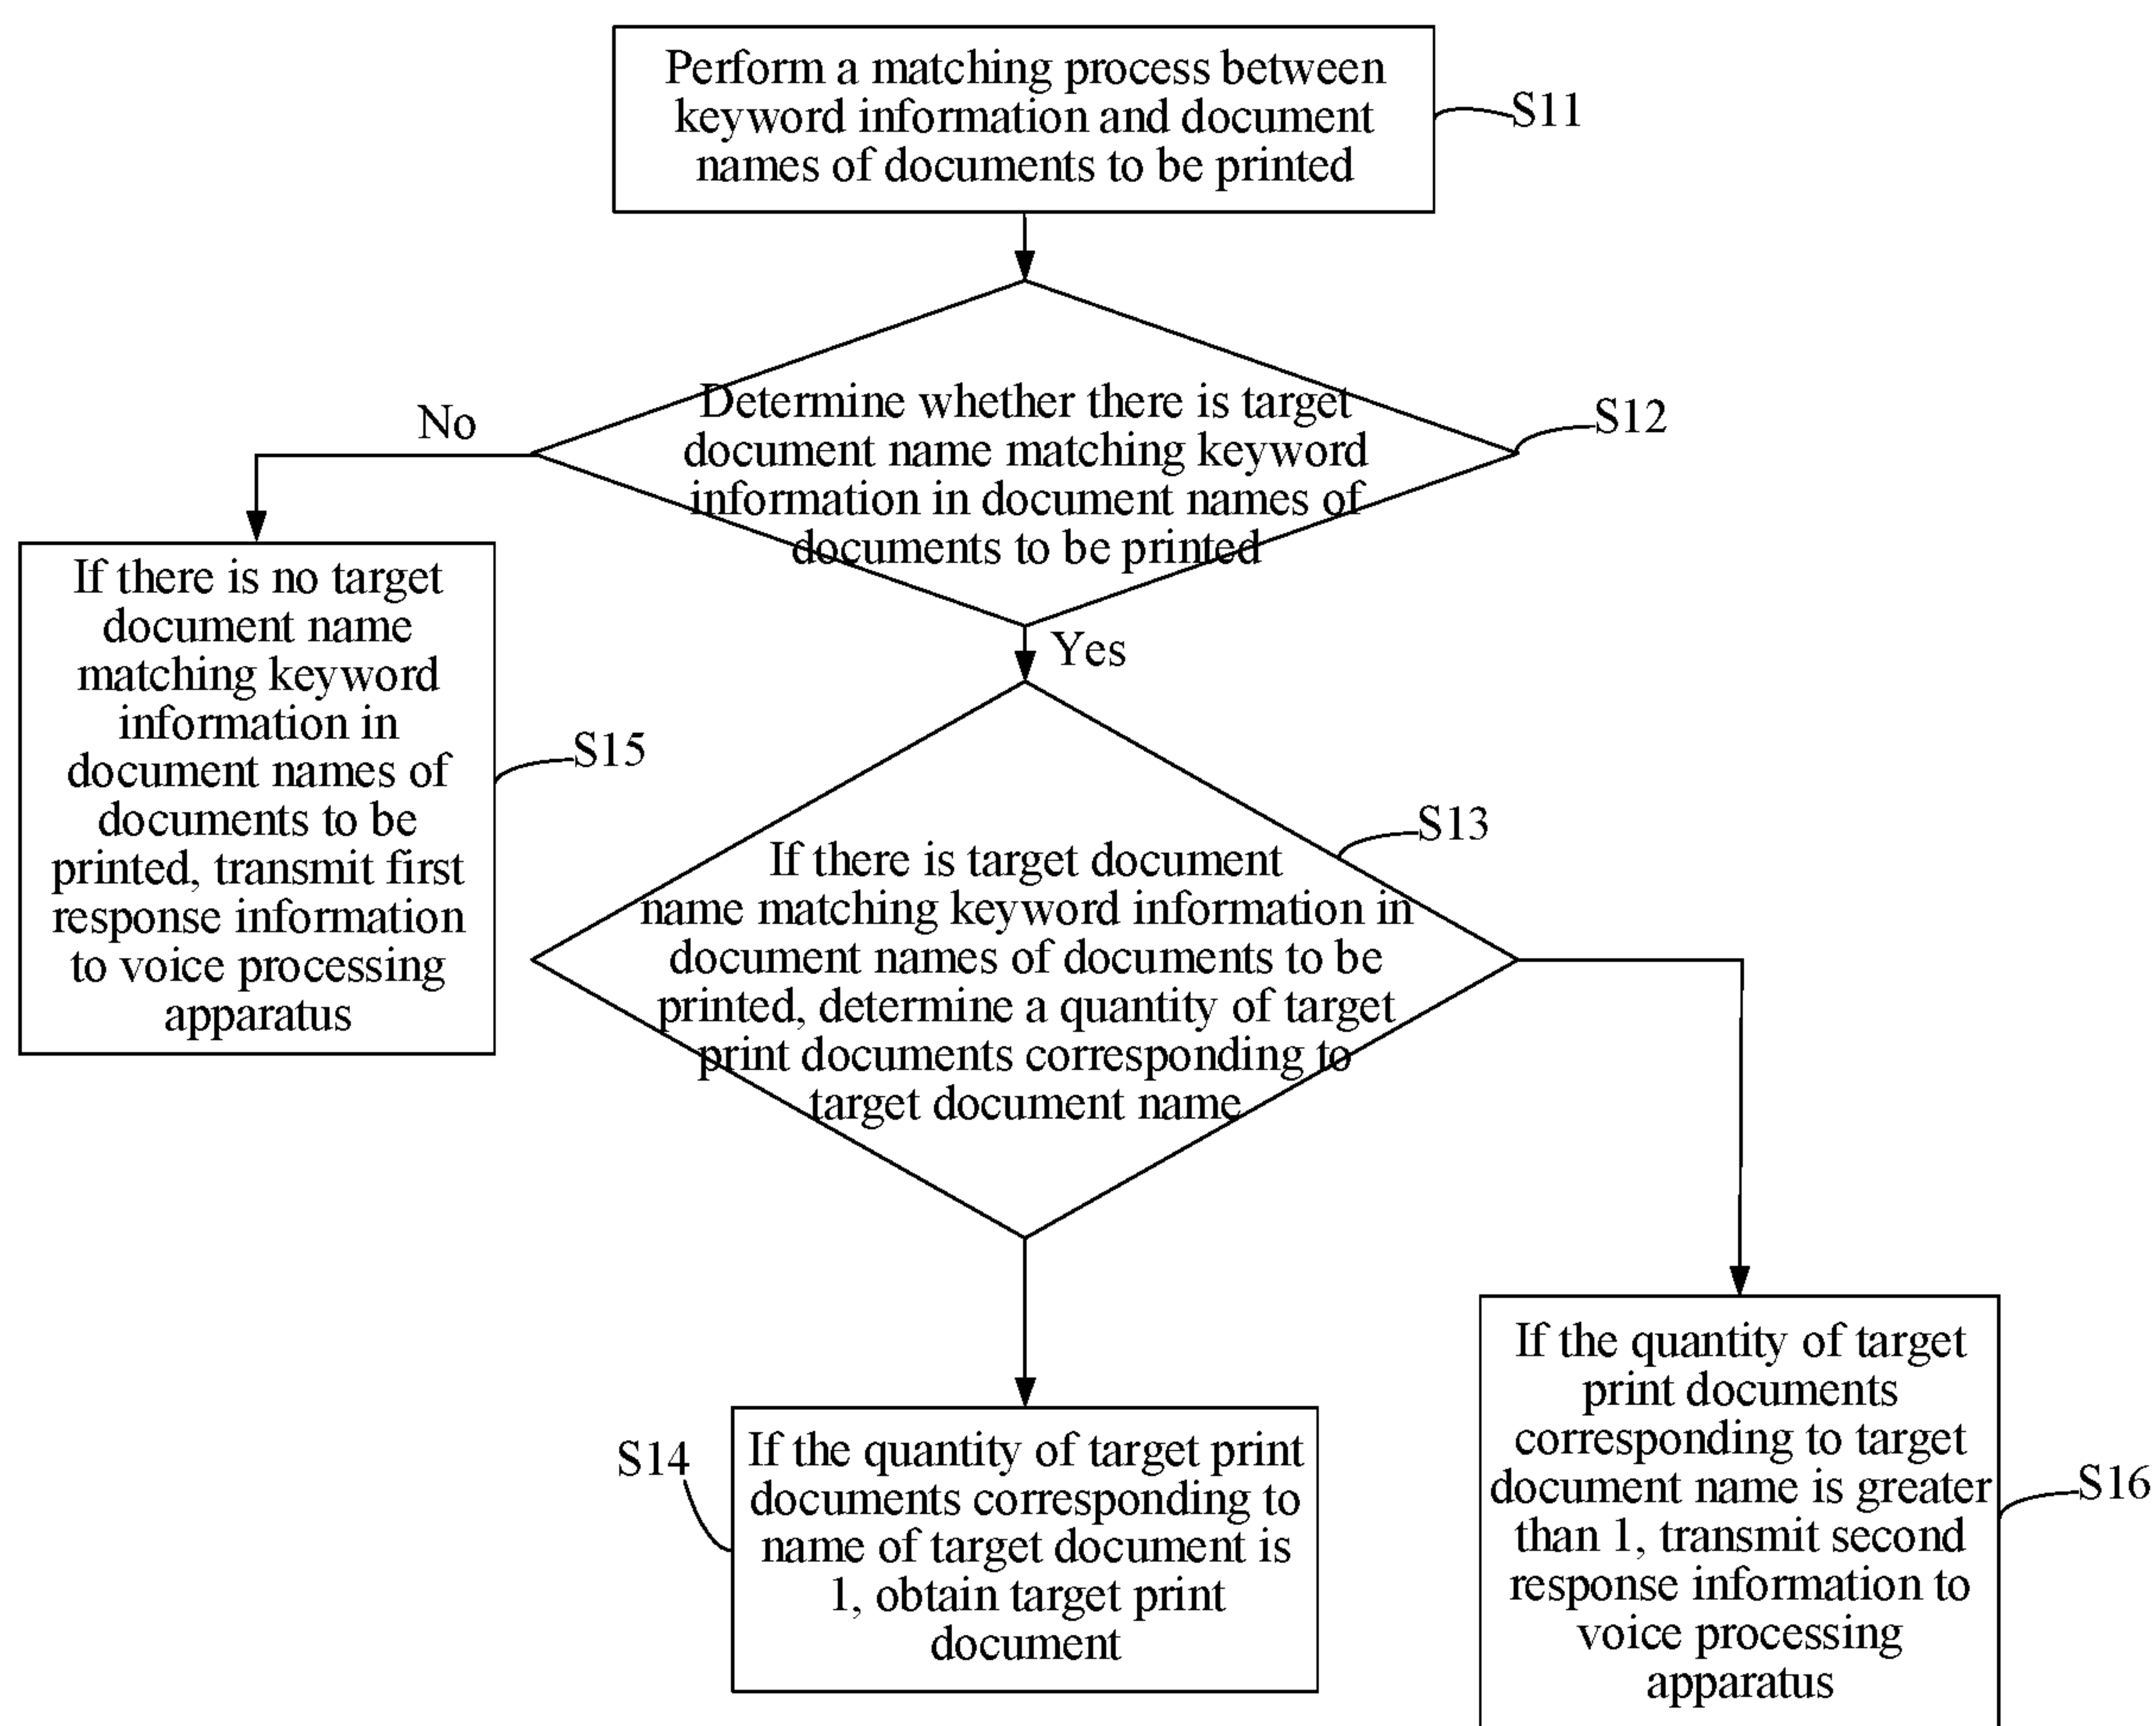 Perform a matching process between
keyword information and document
names of documents to be printed
S11
Determine whether there is target
document name matching keyword
information in document names of
documents to be printed
S12
No
Yes
If there is no target
document name
matching keyword
information in
document names of
documents to be
printed, transmit first
response information
to voice processing
apparatus
S15
If there is target document
name matching keyword information in
document names of documents to be
printed, determine a quantity of target
print documents corresponding to
target document name
S13
S14
If the quantity of target print
documents corresponding to
name of target document is
1, obtain target print
document
If the quantity of target
print documents
corresponding to target
document name is greater
than 1, transmit second
response information to
voice processing
apparatus
S16